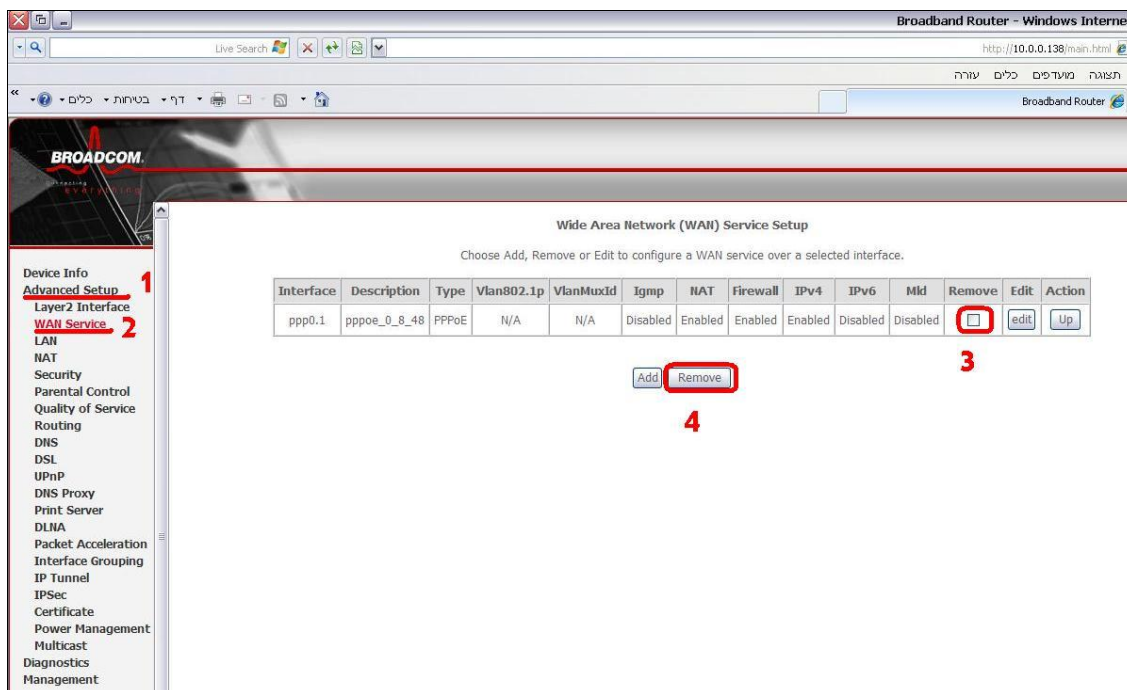 Broadband Router - Windows Interne
Live Search
http://10.0.0.138/main.html
תצוגה מועדפים כלים עזרה
דף בטיחות כלים
Broadband Router
BROADCOM.
everything
Wide Area Network (WAN) Service Setup
Choose Add, Remove or Edit to configure a WAN service over a selected interface.
Interface Description Type Vlan802.1p VlanMuxId Igmp NAT Firewall IPv4 IPv6 Mld Remove Edit Action
ppp0.1 pppoe_0_8_48 PPPoE N/A N/A Disabled Enabled Enabled Enabled Disabled Disabled edit Up
3
Add Remove
4
Device Info
Advanced Setup 1
Layer2 Interface
WAN Service 2
LAN
NAT
Security
Parental Control
Quality of Service
Routing
DNS
DSL
UPnP
DNS Proxy
Print Server
DLNA
Packet Acceleration
Interface Grouping
IP Tunnel
IPSec
Certificate
Power Management
Multicast
Diagnostics
Management